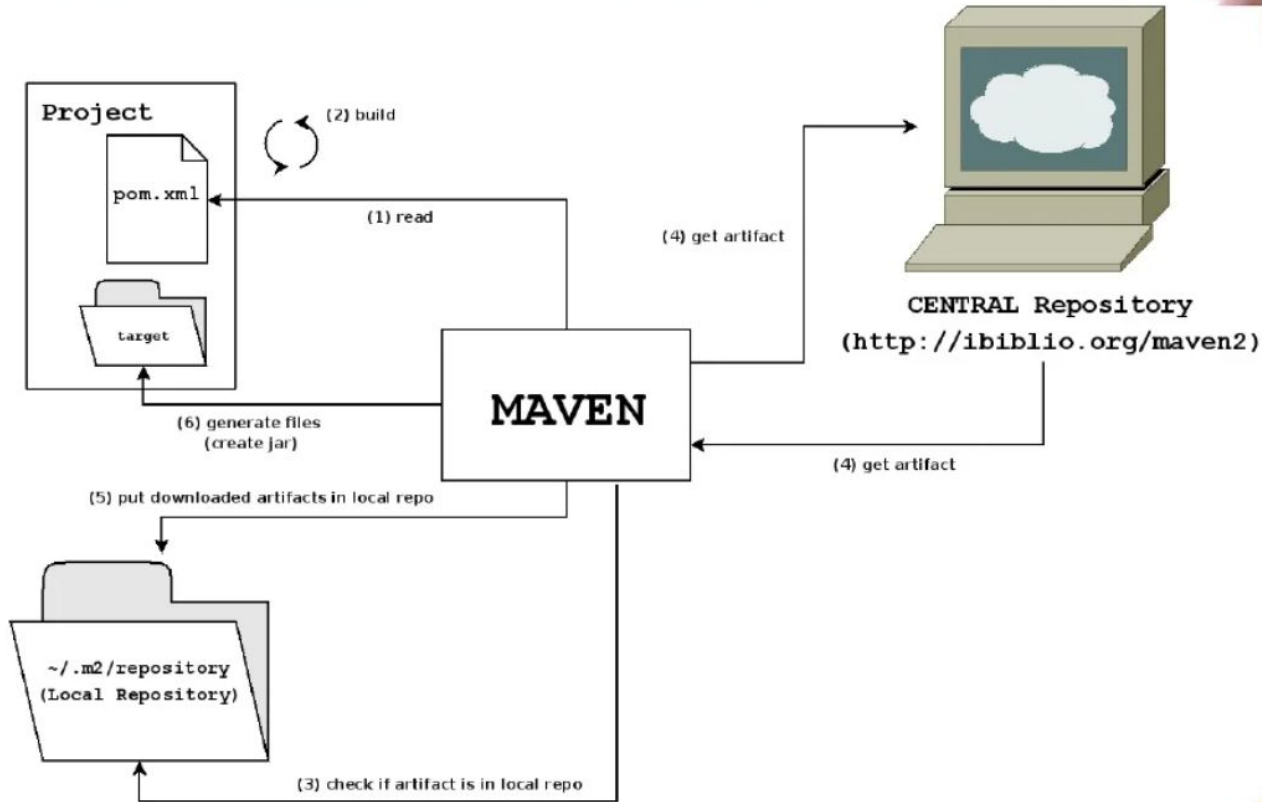 Project
pom.xml
target
(2) build
(1) read
(4) get artifact
CENTRAL Repository
(http://ibiblio.org/maven2)
MAVEN
(6) generate files
(create jar)
(4) get artifact
(5) put downloaded artifacts in local repo
~/.m2/repository
(Local Repository)
(3) check if artifact is in local repo